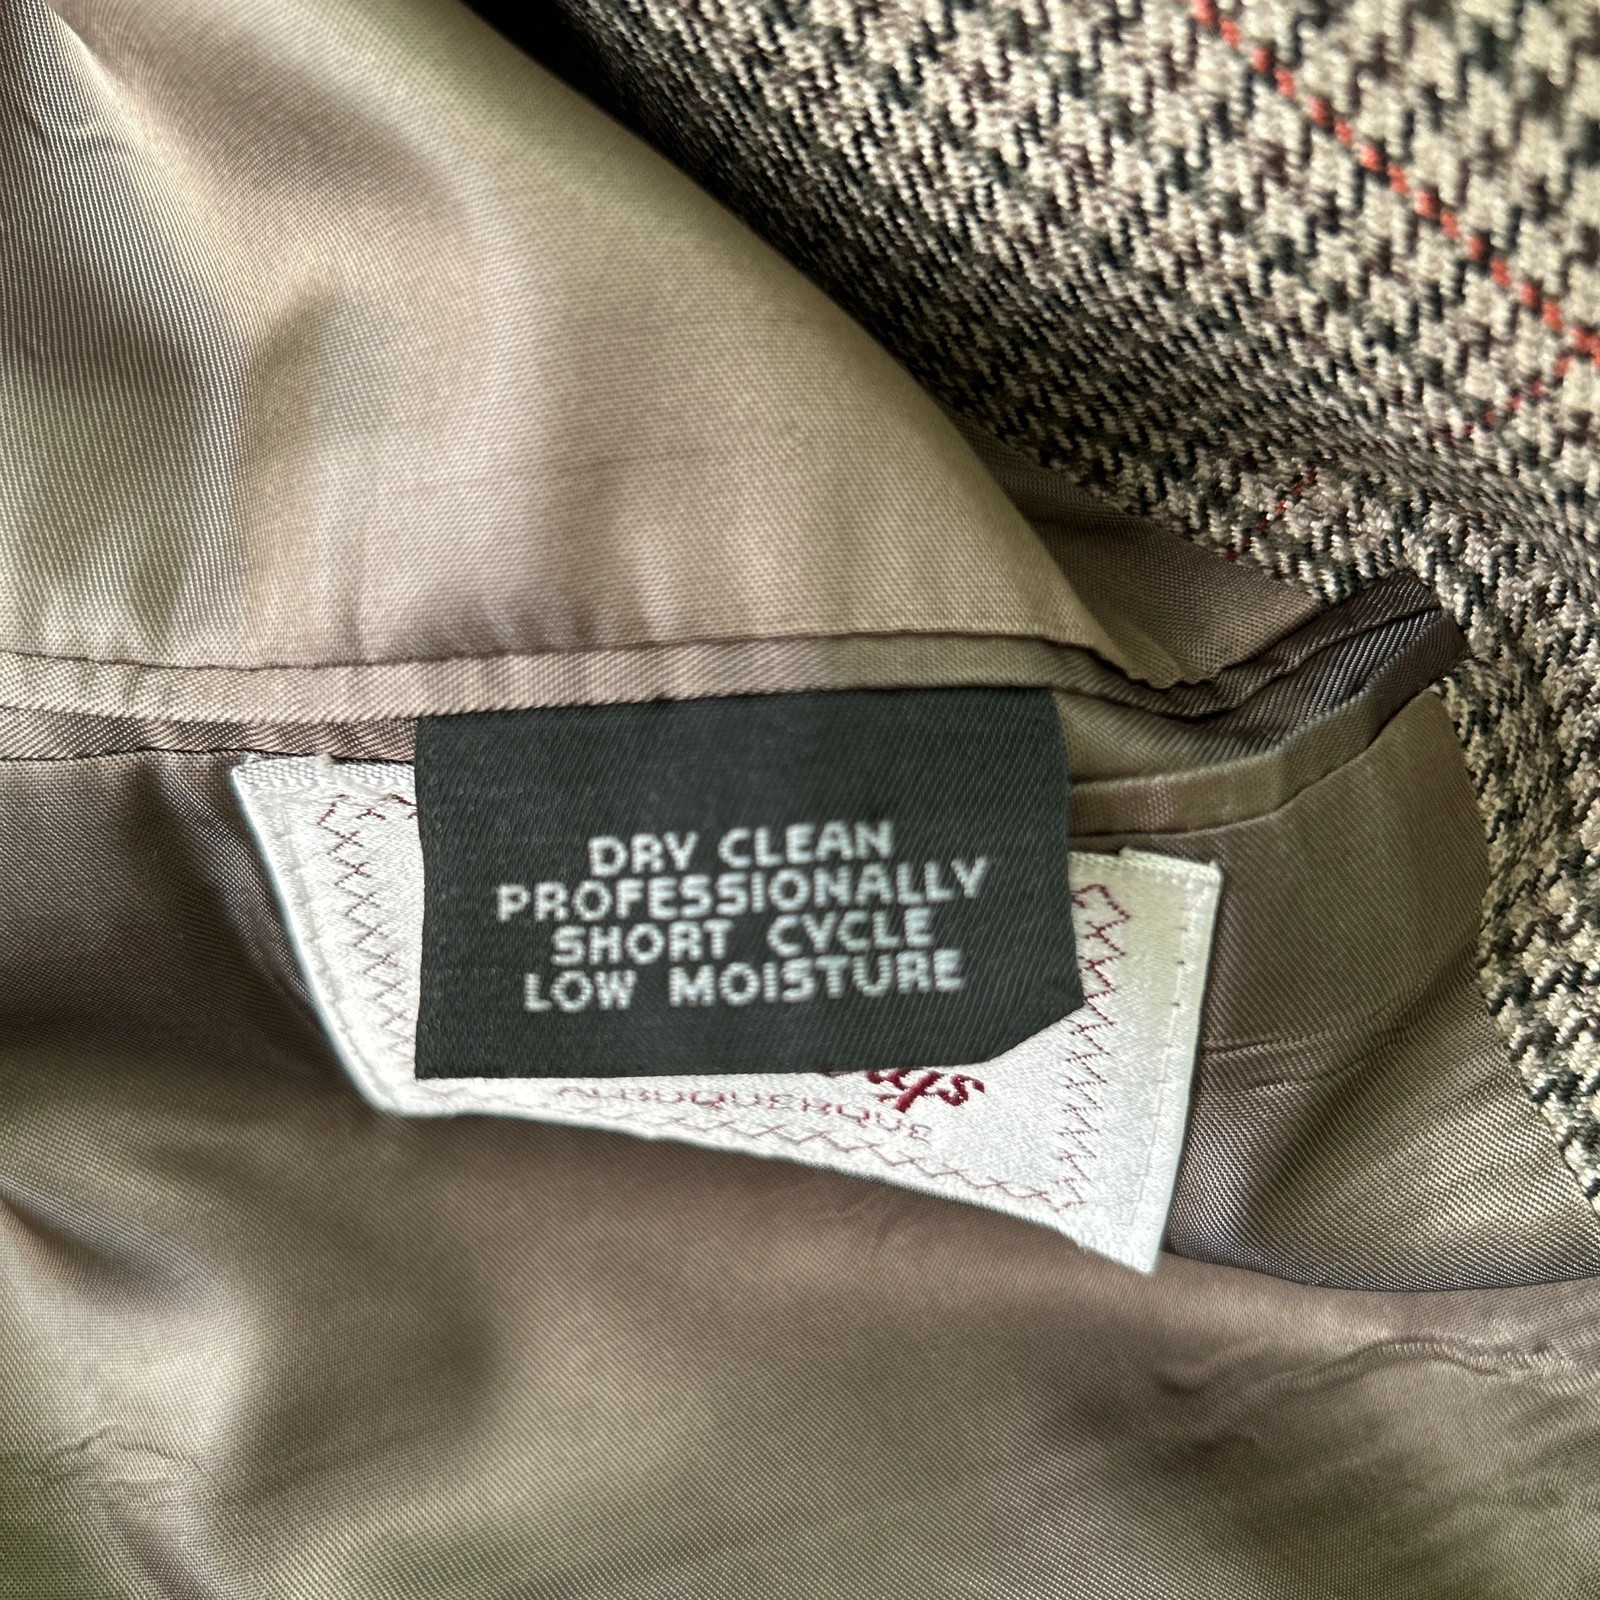 DRY CLEAN
PROFESSIONALLY
SHORT CYCLE
LOW MOISTURE